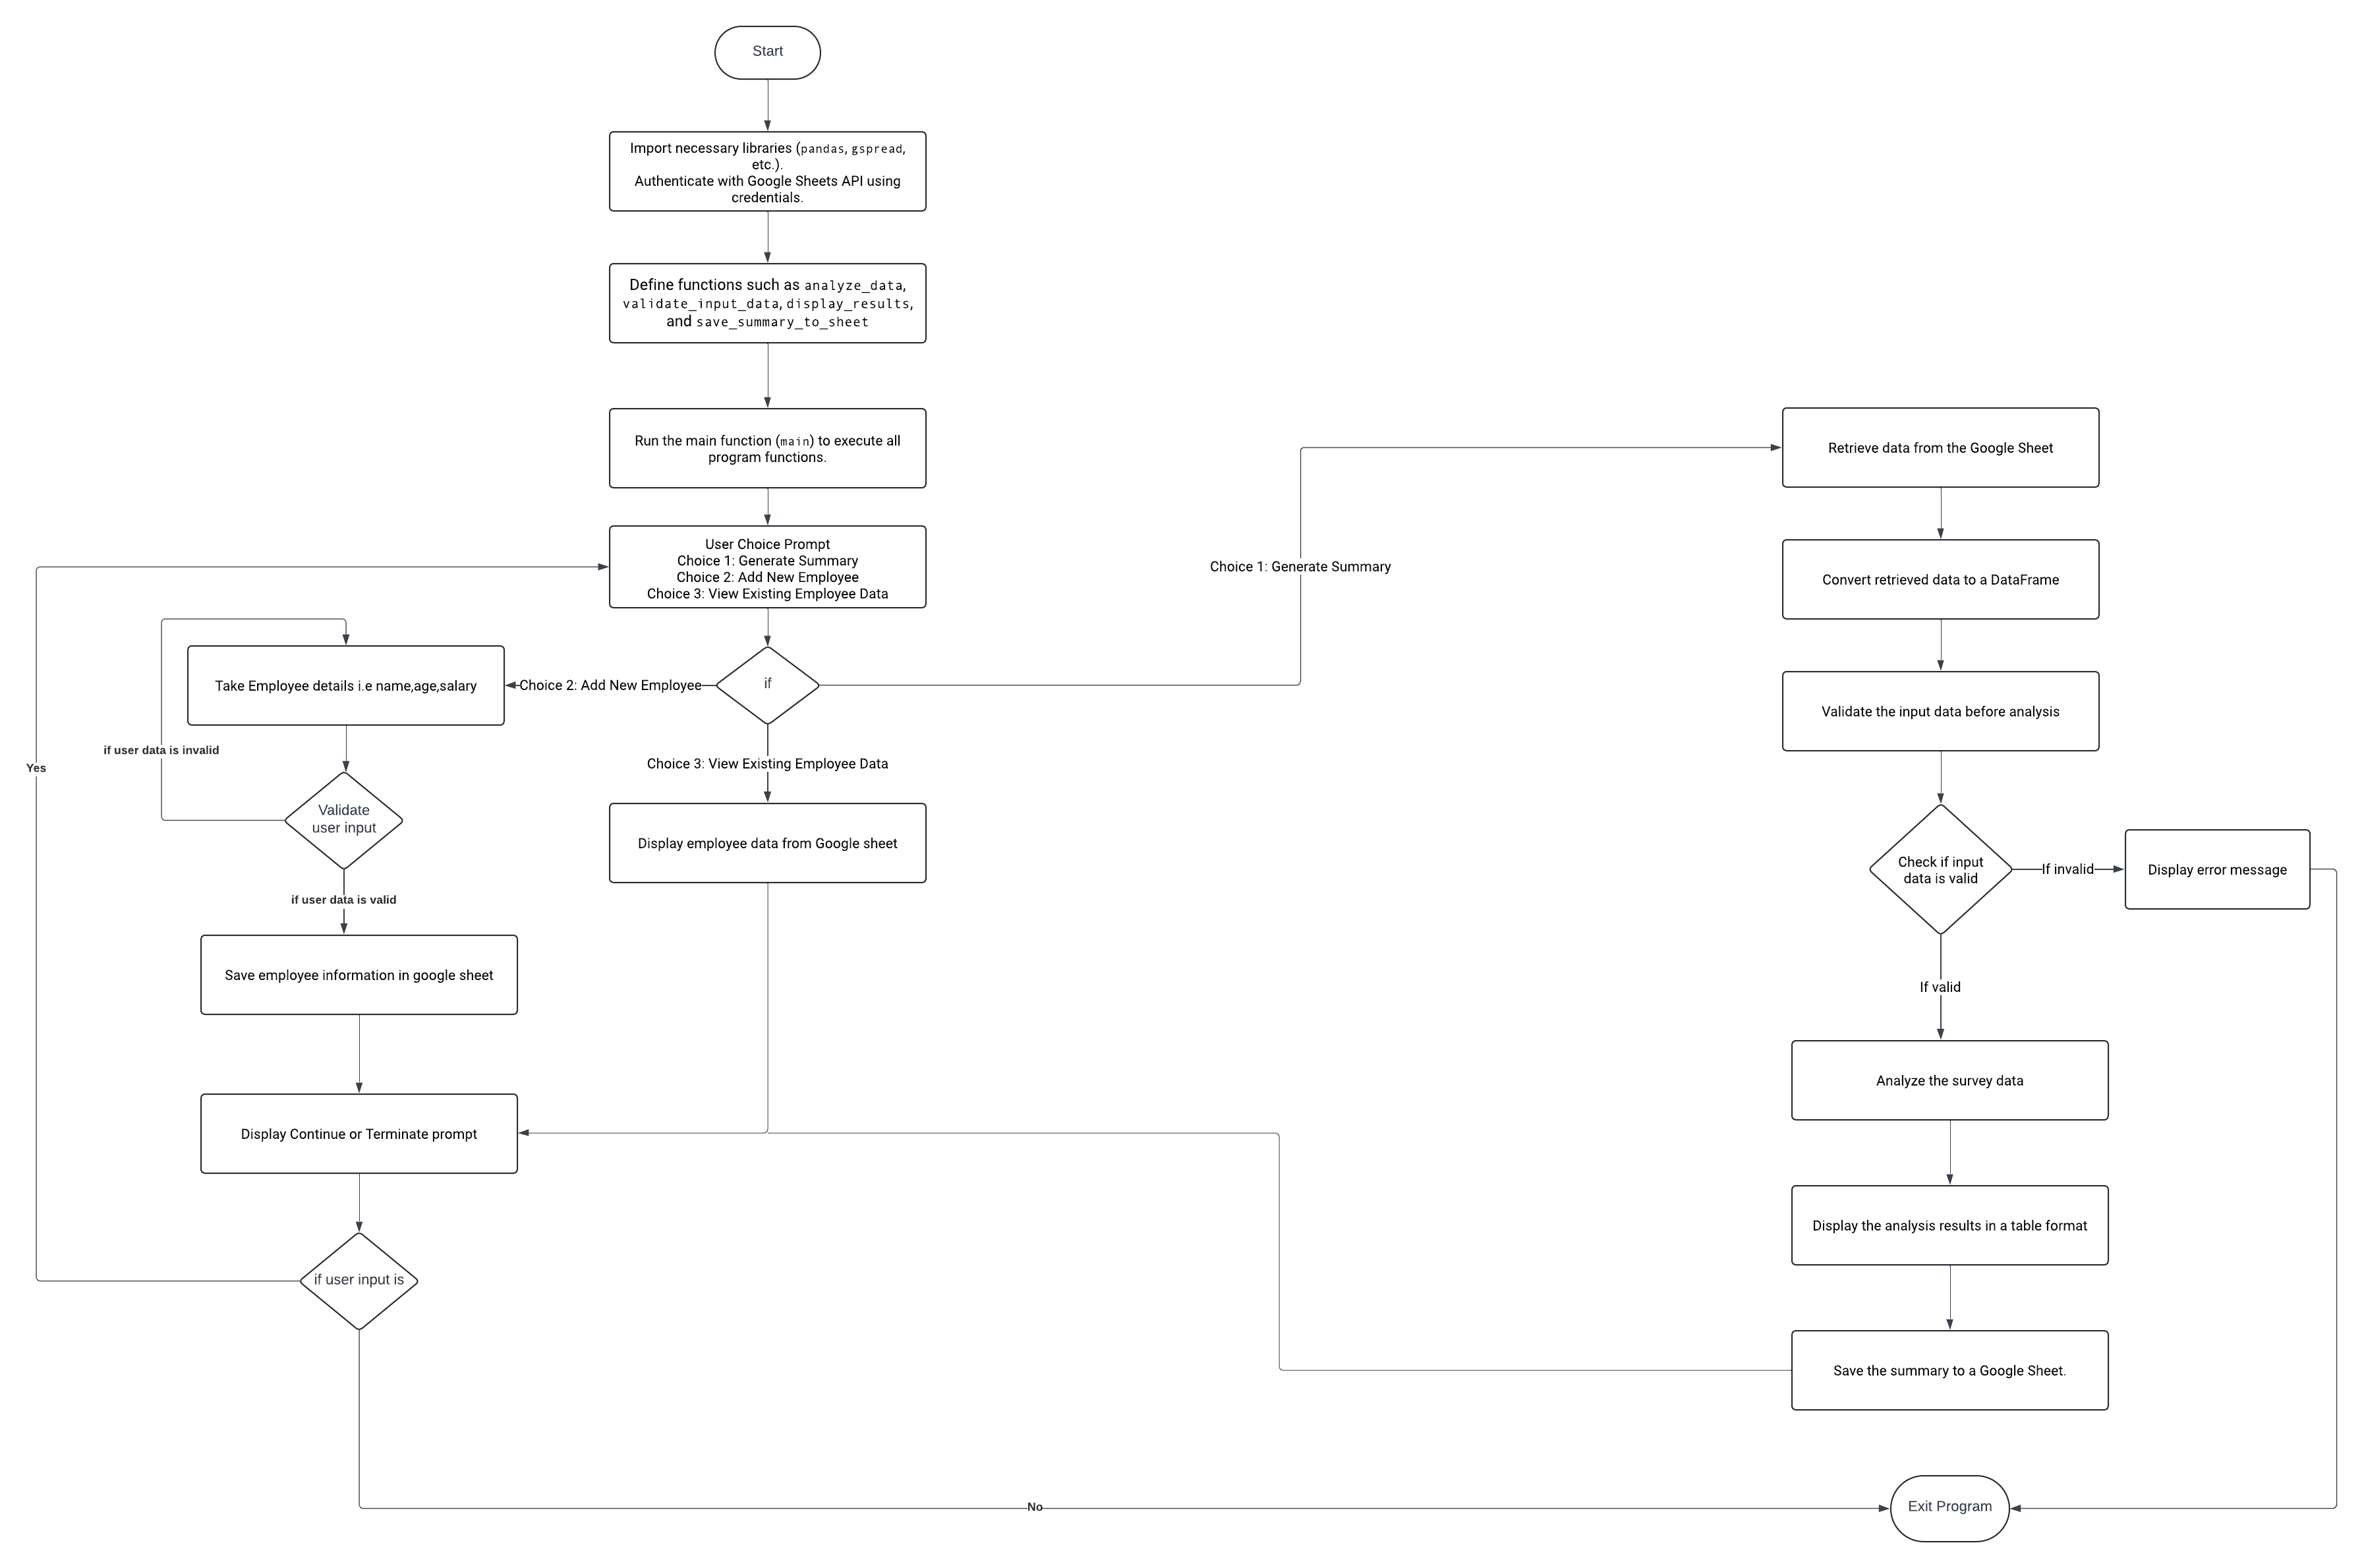 Start
Import necessary libraries (pandas, gspread,
etc.).
Authenticate with Google Sheets API using
credentials.
Define functions such as analyze_data,
validate_input_data, display_results,
and save_summary_to_sheet
Run the main function (main) to execute all
program functions.
User Choice Prompt
Choice 1: Generate Summary
Choice 2: Add New Employee
Choice 3: View Existing Employee Data
if
Choice 2: Add New Employee
Take Employee details i.e name,age,salary
if user data is invalid
Yes
Validate
user input
if user data is valid
Save employee information in google sheet
Display Continue or Terminate prompt
if user input is
No
Choice 3: View Existing Employee Data
Display employee data from Google sheet
Choice 1: Generate Summary
Retrieve data from the Google Sheet
Convert retrieved data to a DataFrame
Validate the input data before analysis
Check if input
data is valid
If invalid
Display error message
If valid
Analyze the survey data
Display the analysis results in a table format
Save the summary to a Google Sheet.
Exit Program